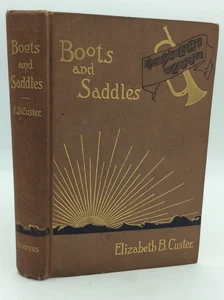 Boots
and
Saddles
E.B.Custer
HARPERS
Boots
and
Saddles
Elizabeth B. Custer.